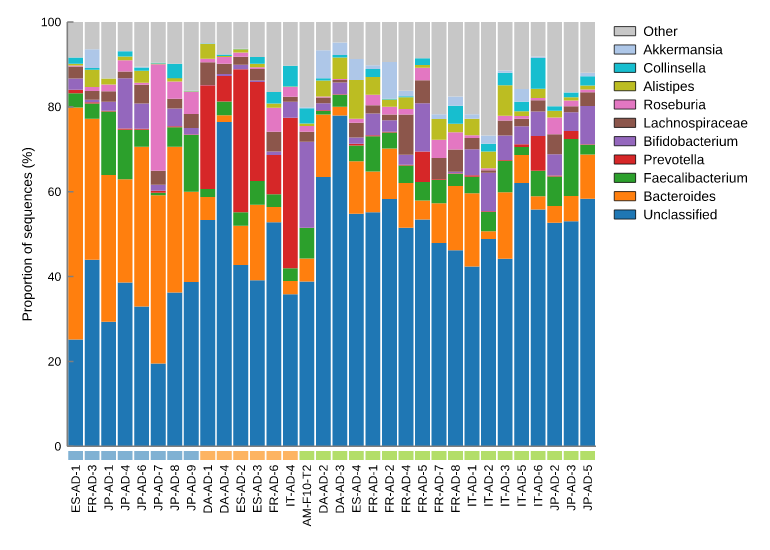 Proportion of sequences (%)
100
80
60
40
20
0
Other
Akkermansia
Collinsella
Alistipes
Roseburia
Lachnospiraceae
Bifidobacterium
Prevotella
Faecalibacterium
Bacteroides
Unclassified
ES-AD-1
FR-AD-3
JP-AD-1
JP-AD-4
JP-AD-6
JP-AD-7
JP-AD-8
JP-AD-9
DA-AD-1
DA-AD-4
ES-AD-2
ES-AD-3
FR-AD-6
IT-AD-4
AM-F10-T2
DA-AD-2
DA-AD-3
ES-AD-4
FR-AD-1
FR-AD-2
FR-AD-4
FR-AD-5
FR-AD-7
FR-AD-8
IT-AD-1
IT-AD-2
IT-AD-3
IT-AD-5
IT-AD-6
JP-AD-2
JP-AD-3
JP-AD-5